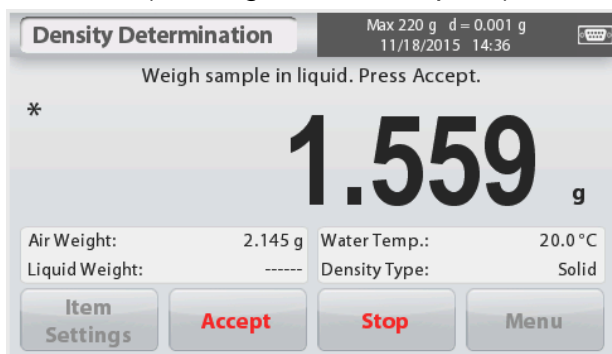 Density Determination
Max 220 g d = 0.001 g
11/18/2015 14:36
Weigh sample in liquid. Press Accept.
*
1.559 g
Air Weight: 2.145 g Water Temp.: 20.0 °C
Liquid Weight: ------ Density Type: Solid
Item Settings
Accept
Stop
Menu